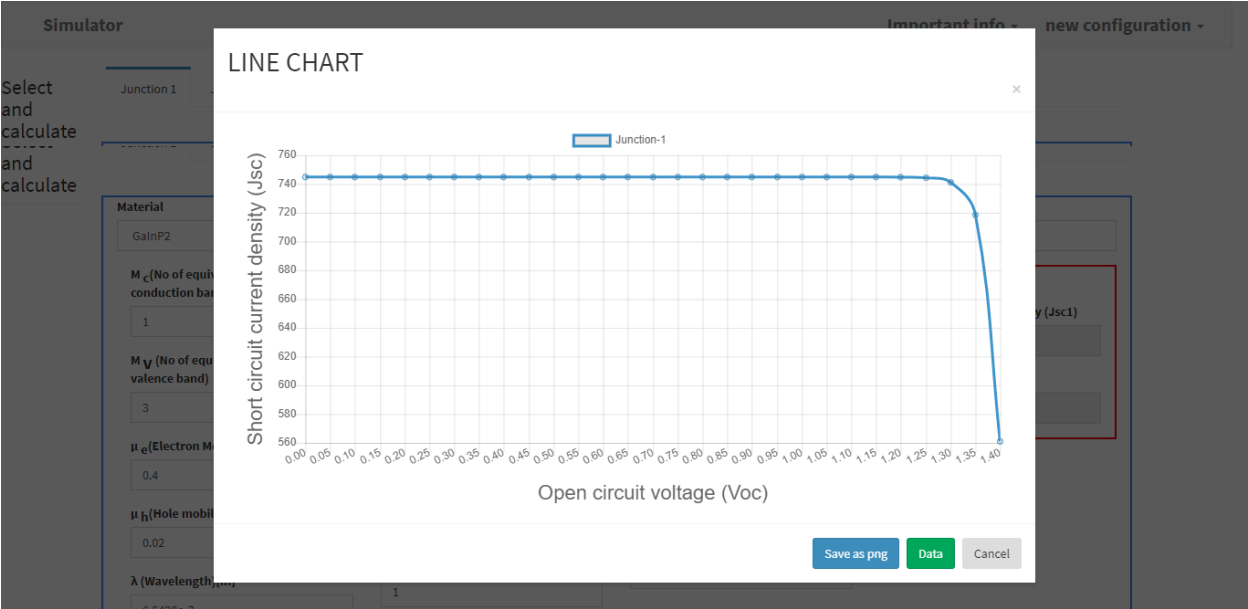 Simulator
Important info
new configuration
Select
and
calculate
and
calculate
Junction 1
LINE CHART
×
Junction-1
Short circuit current density (Jsc)
760
740
720
700
680
660
640
620
600
580
560
0.00 0.05 0.10 0.15 0.20 0.25 0.30 0.35 0.40 0.45 0.50 0.55 0.60 0.65 0.70 0.75 0.80 0.85 0.90 0.95 1.00 1.05 1.10 1.15 1.20 1.25 1.30 1.35 1.40
Open circuit voltage (Voc)
Save as png
Data
Cancel
Material
GaInP2
M c(No of equiv
conduction bar
1
M V (No of equ
valence band)
3
μ e(Electron M
0.4
μ h(Hole mobil
0.02
λ (Wavelength)[m]
1
y (Jsc1)